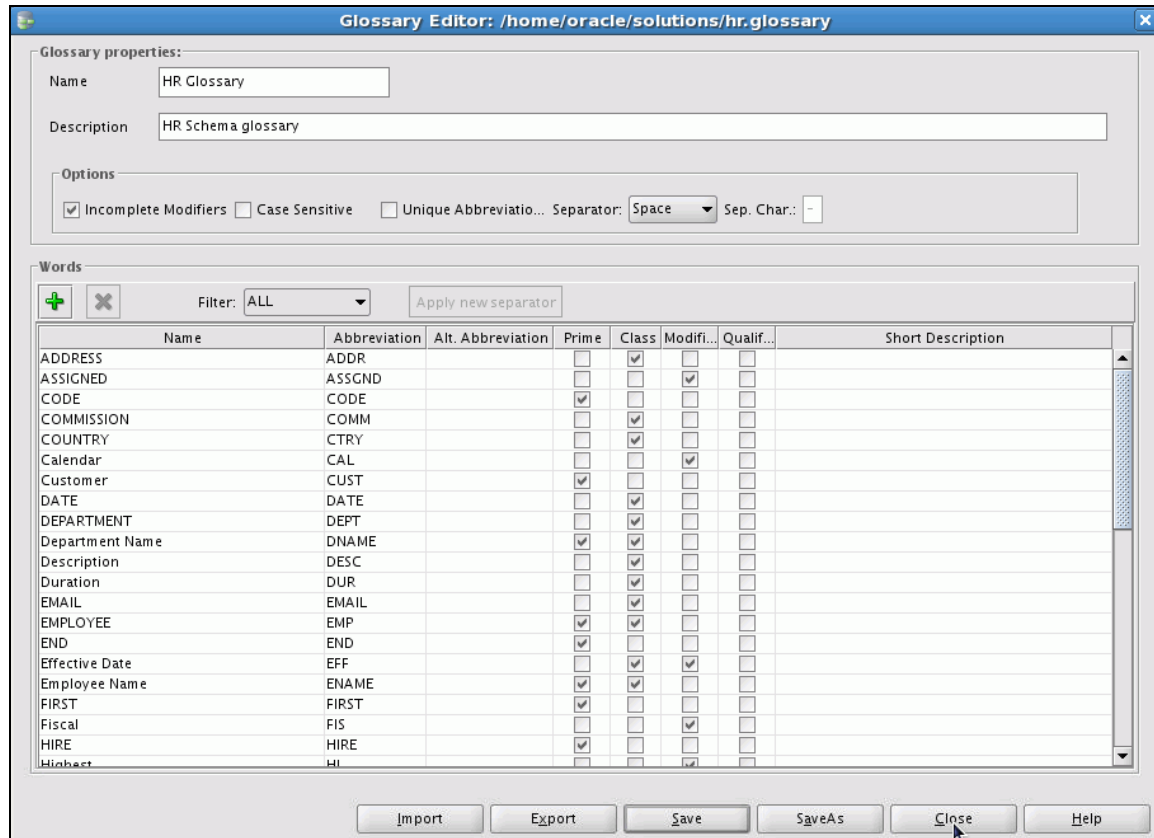 Glossary Editor: /home/oracle/solutions/hr.glossary
Glossary properties:
Name HR Glossary
Description HR Schema glossary
Options
Incomplete Modifiers Case Sensitive Unique Abbreviatio... Separator: Space Sep. Char.: -
Words
Filter: ALL Apply new separator
Name Abbreviation Alt. Abbreviation Prime Class Modifi... Qualif... Short Description
ADDRESS ADDR
ASSIGNED ASSGND
CODE CODE
COMMISSION COMM
COUNTRY CTRY
Calendar CAL
Customer CUST
DATE DATE
DEPARTMENT DEPT
Department Name DNAME
Description DESC
Duration DUR
EMAIL EMAIL
EMPLOYEE EMP
END END
Effective Date EFF
Employee Name ENAME
FIRST FIRST
Fiscal FIS
HIRE HIRE
Highest HI
Import Export Save SaveAs Close Help